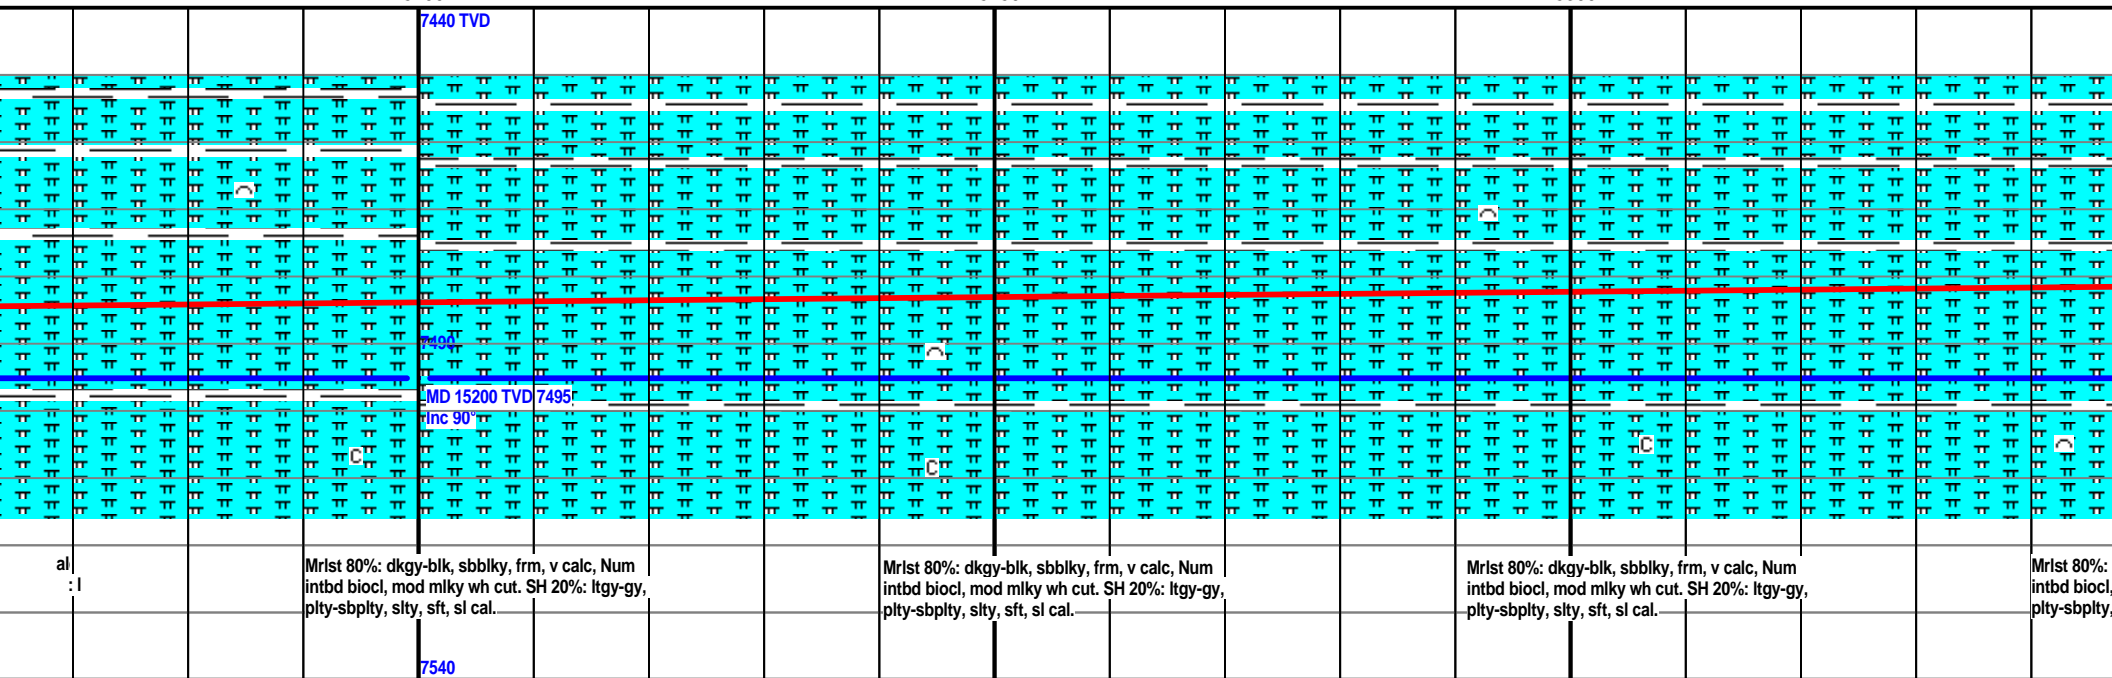 7440 TVD
7490
MD 15200 TVD 7495
Inc 90°
C
C
C
al
: l
Mrlst 80%: dkgy-blk, sbblky, frm, v calc, Num
intbd biocl, mod mlky wh cut. SH 20%: ltgy-gy,
plty-sbplty, slty, sft, sl cal.
Mrlst 80%: dkgy-blk, sbblky, frm, v calc, Num
intbd biocl, mod mlky wh cut. SH 20%: ltgy-gy,
plty-sbplty, slty, sft, sl cal.
Mrlst 80%: dkgy-blk, sbblky, frm, v calc, Num
intbd biocl, mod mlky wh cut. SH 20%: ltgy-gy,
plty-sbplty, slty, sft, sl cal.
Mrlst 80%:
intbd biocl,
plty-sbplty,
7540